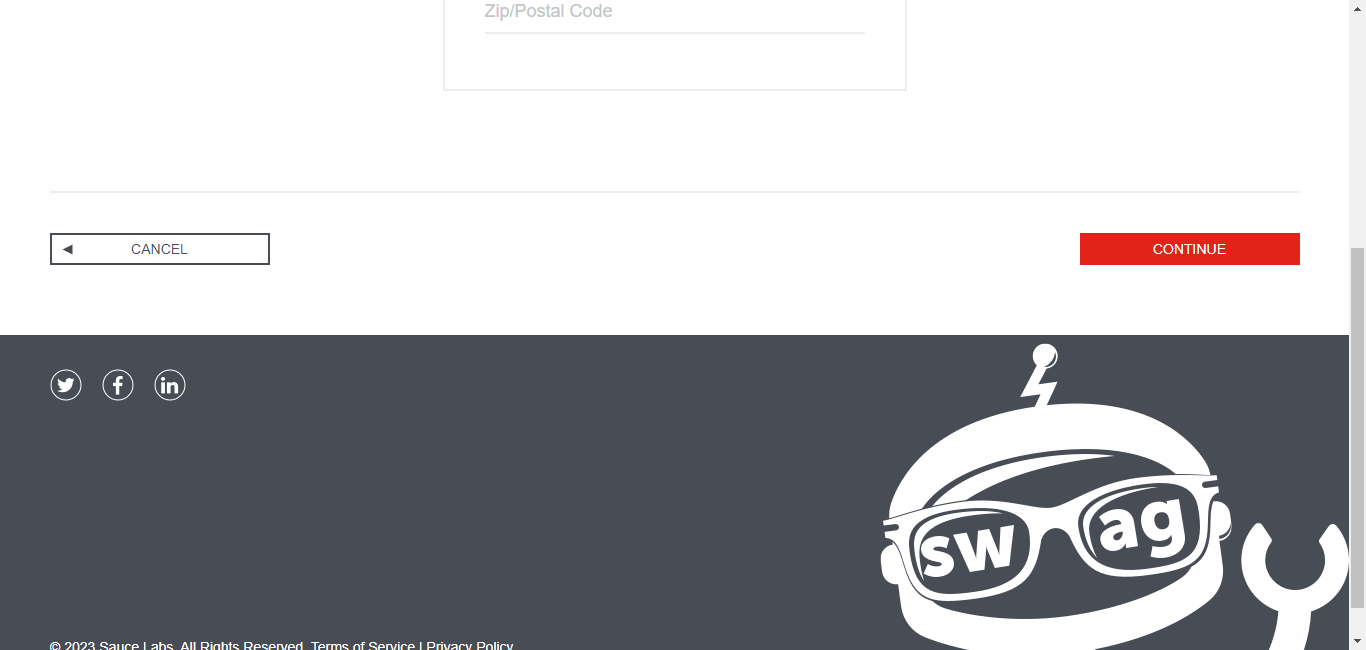 Zip/Postal Code
CANCEL
CONTINUE
sw ag
© 2023 Sauce Labs. All Rights Reserved. Terms of Service | Privacy Policy